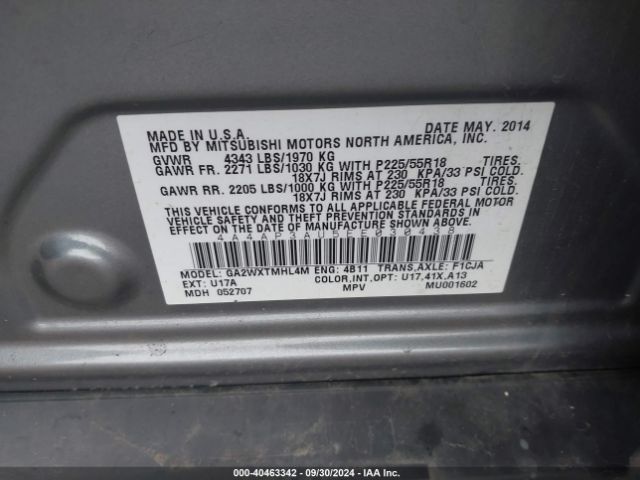 MADE IN U.S.A. DATE MAY. 2014
MFD BY MITSUBISHI MOTORS NORTH AMERICA, INC.
GVWR 4343 LBS/1970 KG
GAWR FR. 2271 LBS/1030 KG WITH P225/55R18 TIRES.
18X7J RIMS AT 230 KPA/33 PSI COLD.
GAWR RR. 2205 LBS/1000 KG WITH P225/55R18 TIRES.
18X7J RIMS AT 230 KPA/33 PSI COLD.
THIS VEHICLE CONFORMS TO ALL APPLICABLE FEDERAL MOTOR
VEHICLE SAFETY AND THEFT PREVENTION STANDARDS IN
EFFECT ON THE DATE OF MANUFACTURE SHOWN ABOVE.
MODEL: GA2WXTMHL4M ENG: 4B11 TRANS,AXLE: F1CJA
EXT: U17A COLOR,INT,OPT: U17,41X,A13
MDH 052707 MPV MU001602
000-40463342 - 09/30/2024 - IAA Inc.